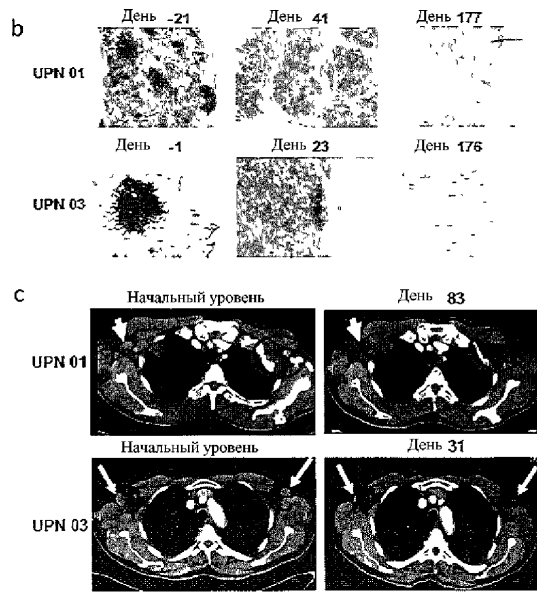 b
День -21 День 41 День 177
UPN 01
День -1 День 23 День 176
UPN 03
c
Начальный уровень День 83
UPN 01
Начальный уровень День 31
UPN 03